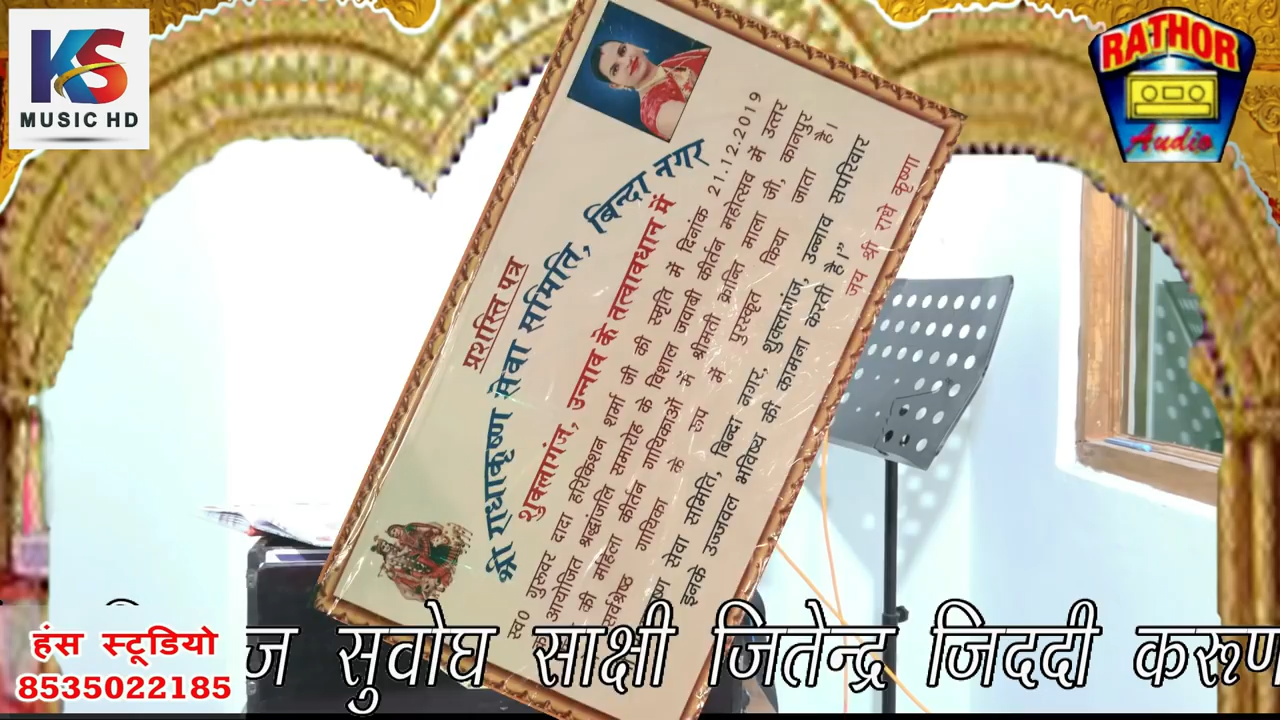 KS
MUSIC HD
RATHOR
Audio
प्रशस्ति पत्र
श्री राधाकृष्ण सेवा समिति, बिन्दा नगर
शुक्लागंज, उन्नाव के तत्वावधान में
स्व0 गुरूवर दादा हरिकिशन शर्मा जी की स्मृति में दिनांक 21.12.2019
आयोजित श्रद्धांजलि समारोह के विशाल जवाबी कीर्तन महोत्सव में उत्तर
की महिला कीर्तन गायिकाओं में श्रीमती क्रान्ति माला जी, कानपुर
सर्वश्रेष्ठ गायिका के रूप में पुरस्कृत किया जाता है।
सेवा समिति, बिन्दा नगर, शुक्लागंज, उन्नाव सपरिवार
इनके उज्जवल भविष्य की कामना करती है।”
जय श्री राधे कृष्णा
ज सुवोघ साक्षी जितेन्द्र जिददी करूण
हंस स्टूडियो
8535022185